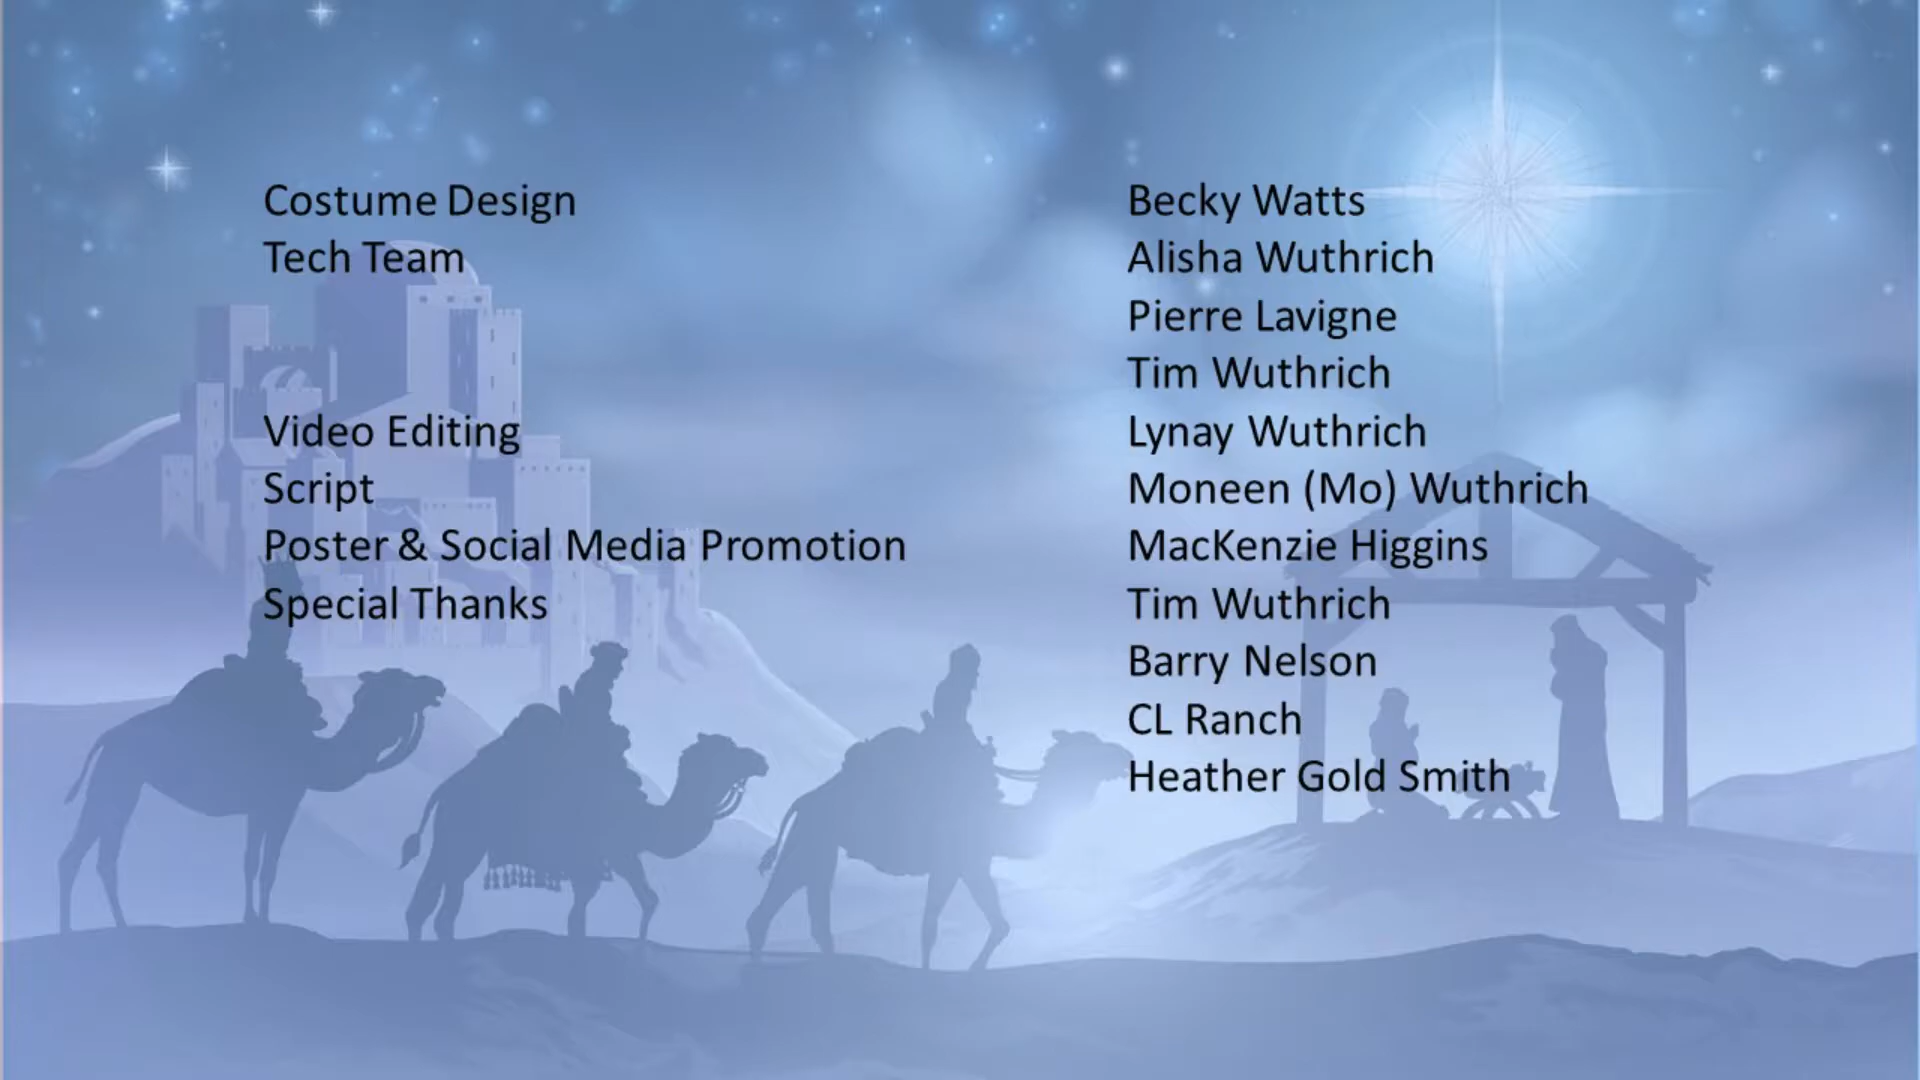 Costume Design Becky Watts
Tech Team Alisha Wuthrich
Pierre Lavigne
Tim Wuthrich
Video Editing Lynay Wuthrich
Script Moneen (Mo) Wuthrich
Poster & Social Media Promotion MacKenzie Higgins
Special Thanks Tim Wuthrich
Barry Nelson
CL Ranch
Heather Gold Smith